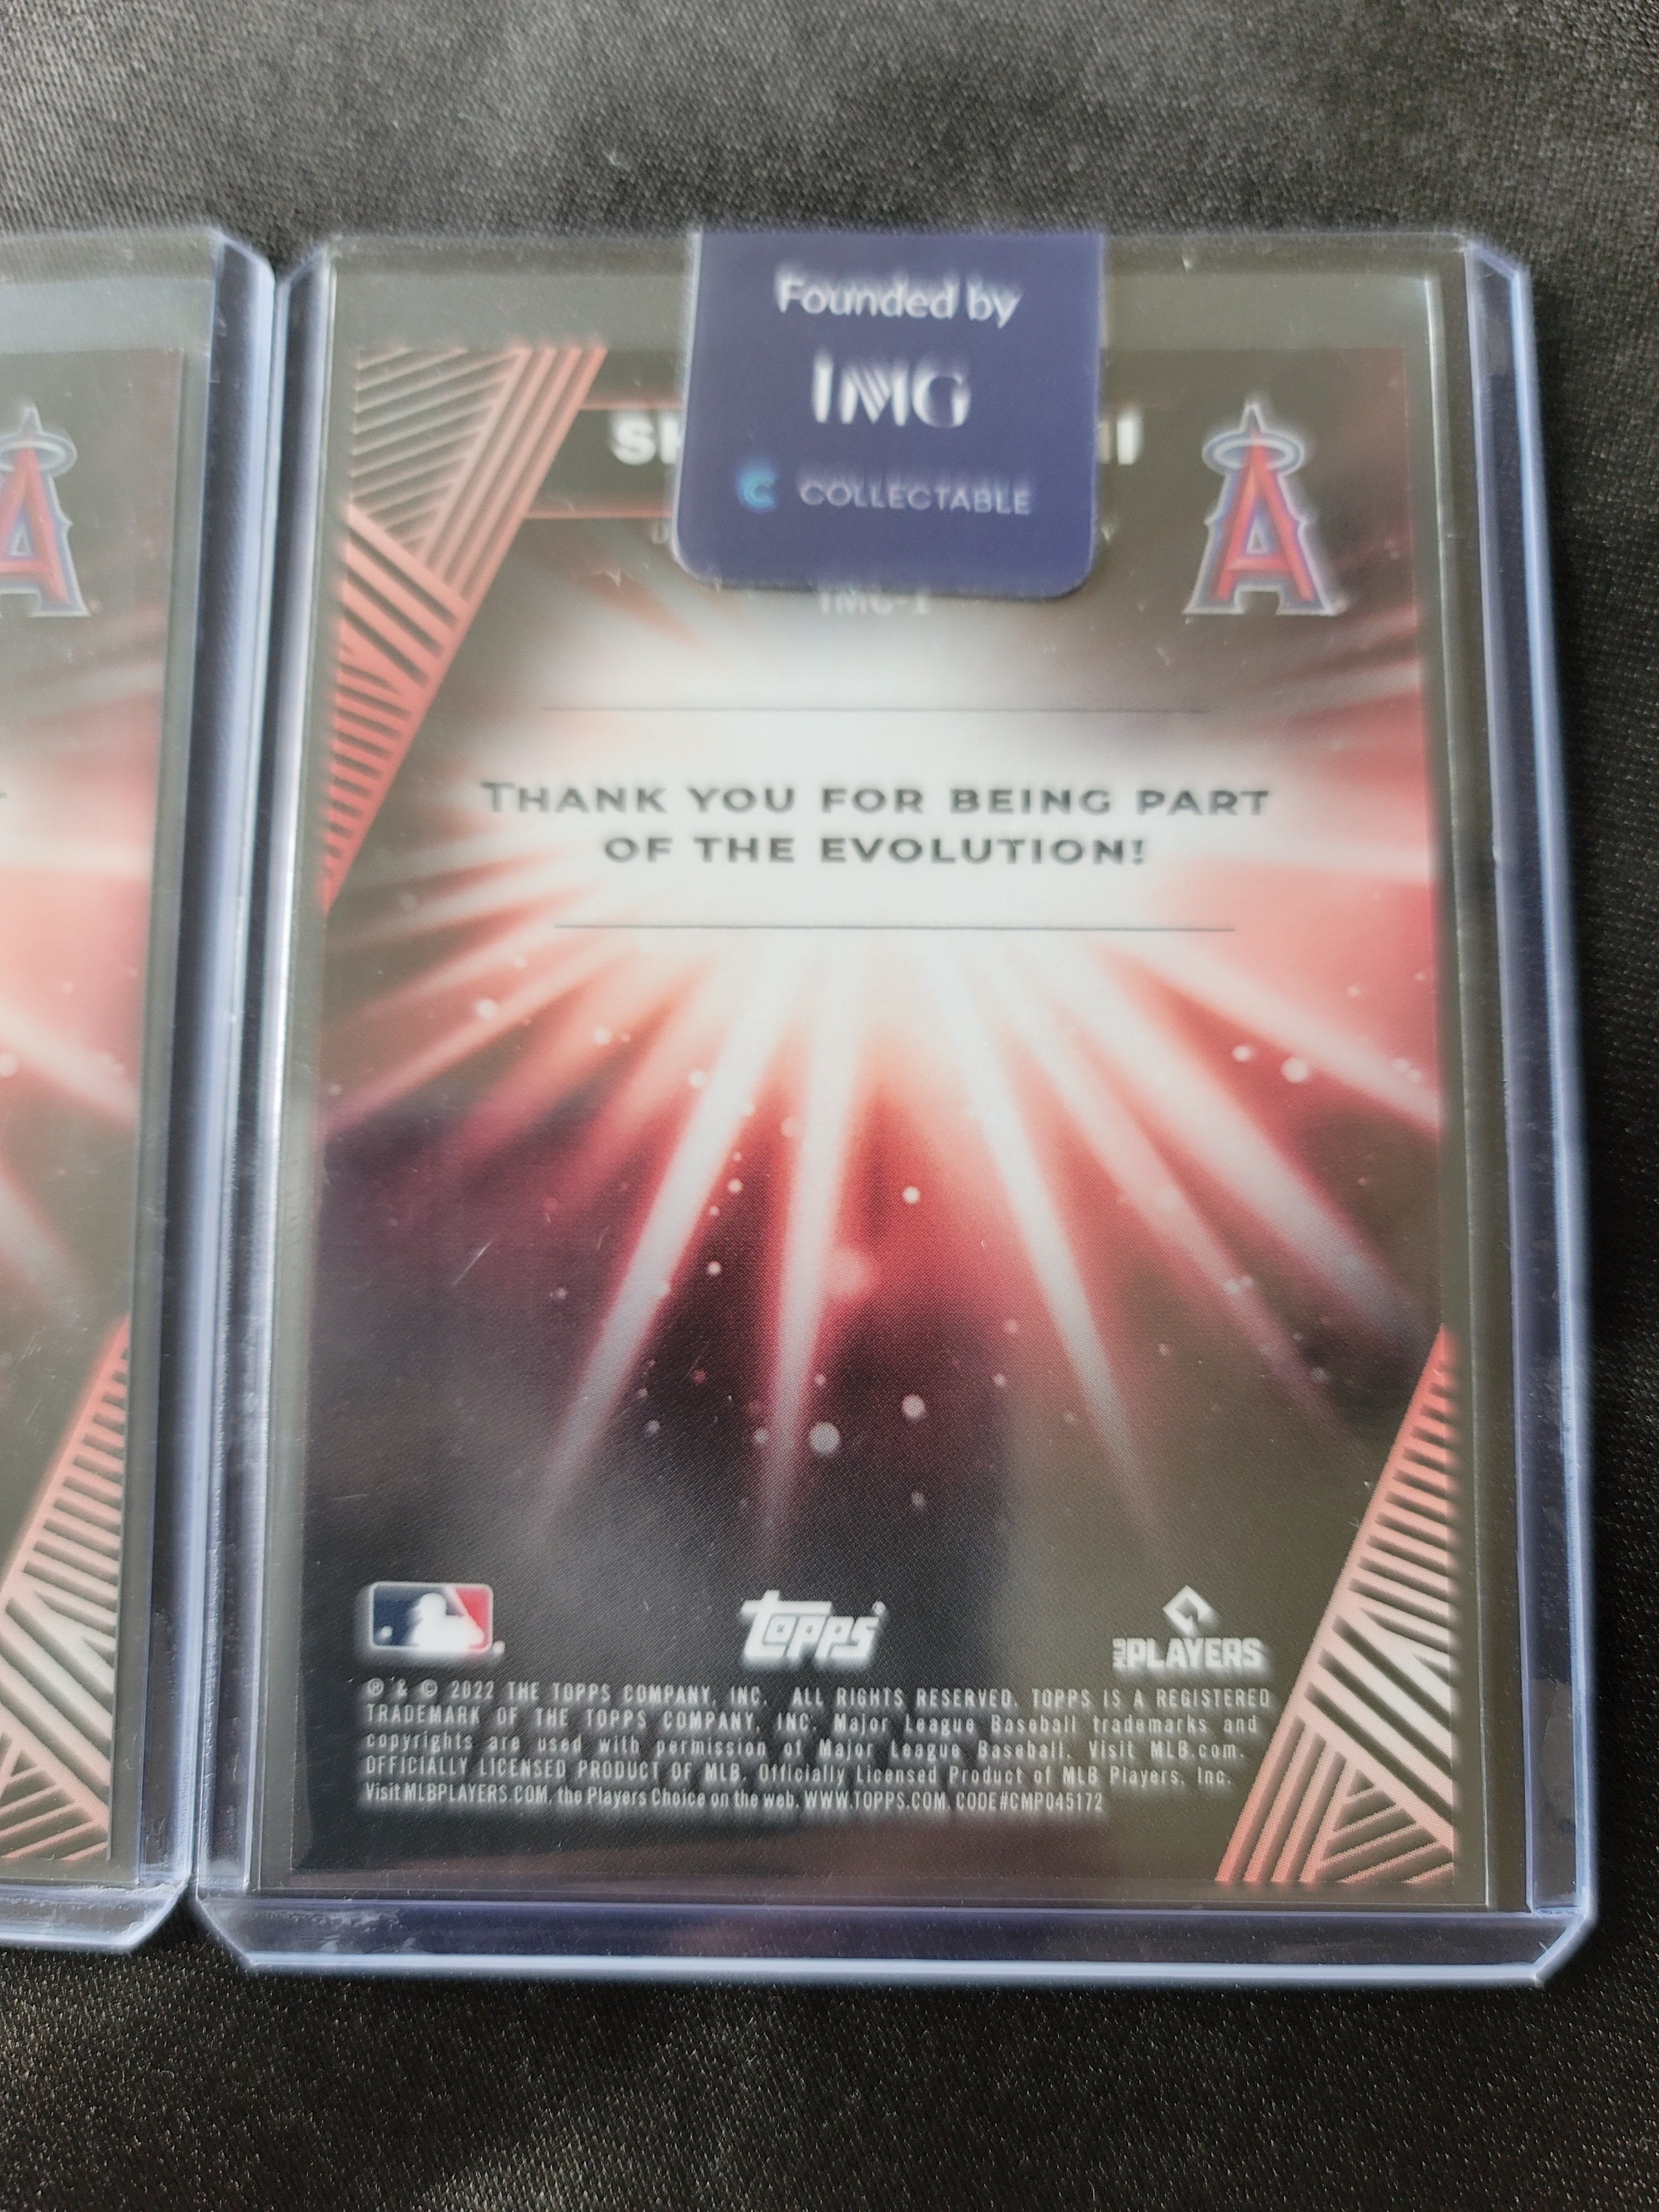 Founded by
IMG
COLLECTABLE
THANK YOU FOR BEING PART
OF THE EVOLUTION!
topps®
MLB PLAYERS
® & © 2022 THE TOPPS COMPANY, INC. ALL RIGHTS RESERVED. TOPPS IS A REGISTERED
TRADEMARK OF THE TOPPS COMPANY, INC. Major League Baseball trademarks and
copyrights are used with permission of Major League Baseball. Visit MLB.com.
OFFICIALLY LICENSED PRODUCT OF MLB. Officially Licensed Product of MLB Players, Inc.
Visit MLBPLAYERS.COM, the Players Choice on the web. WWW.TOPPS.COM. CODE#CMP045172